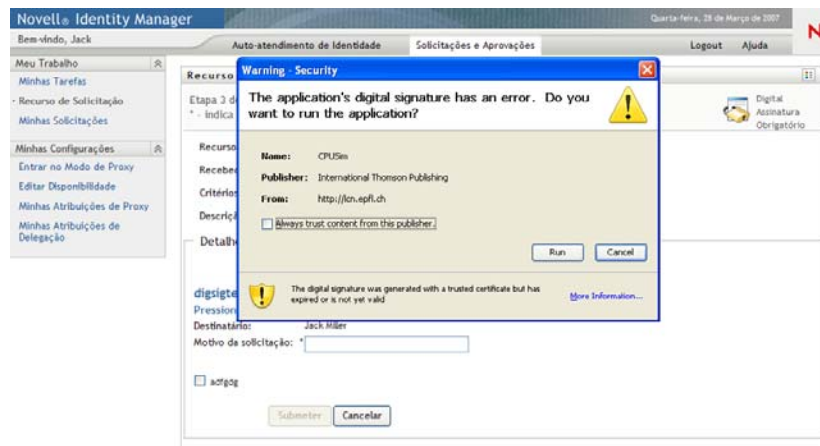 Novell® Identity Manager
Quarta-feira, 28 de Março de 2007
N
Bem-vindo, Jack
Auto-atendimento de Identidade
Solicitações e Aprovações
Logout
Ajuda
Meu Trabalho
Minhas Tarefas
Recurso de Solicitação
Minhas Solicitações
Minhas Configurações
Entrar no Modo de Proxy
Editar Disponibilidade
Minhas Atribuições de Proxy
Minhas Atribuições de
Delegação
Recurso
Etapa 3 d
* - indica
Digital
Assinatura
Obrigatório
Recurso
Recebe
Critérios
Descriçã
Detalh
Warning - Security
The application's digital signature has an error. Do you
want to run the application?
Name: CPUSim
Publisher: International Thomson Publishing
From: http://lcn.epfl.ch
Always trust content from this publisher.
Run
Cancel
The digital signature was generated with a trusted certificate but has
expired or is not yet valid
More Information...
digsigte
Pression
Destinatário: Jack Miller
Motivo da solicitação: *
Submeter
Cancelar